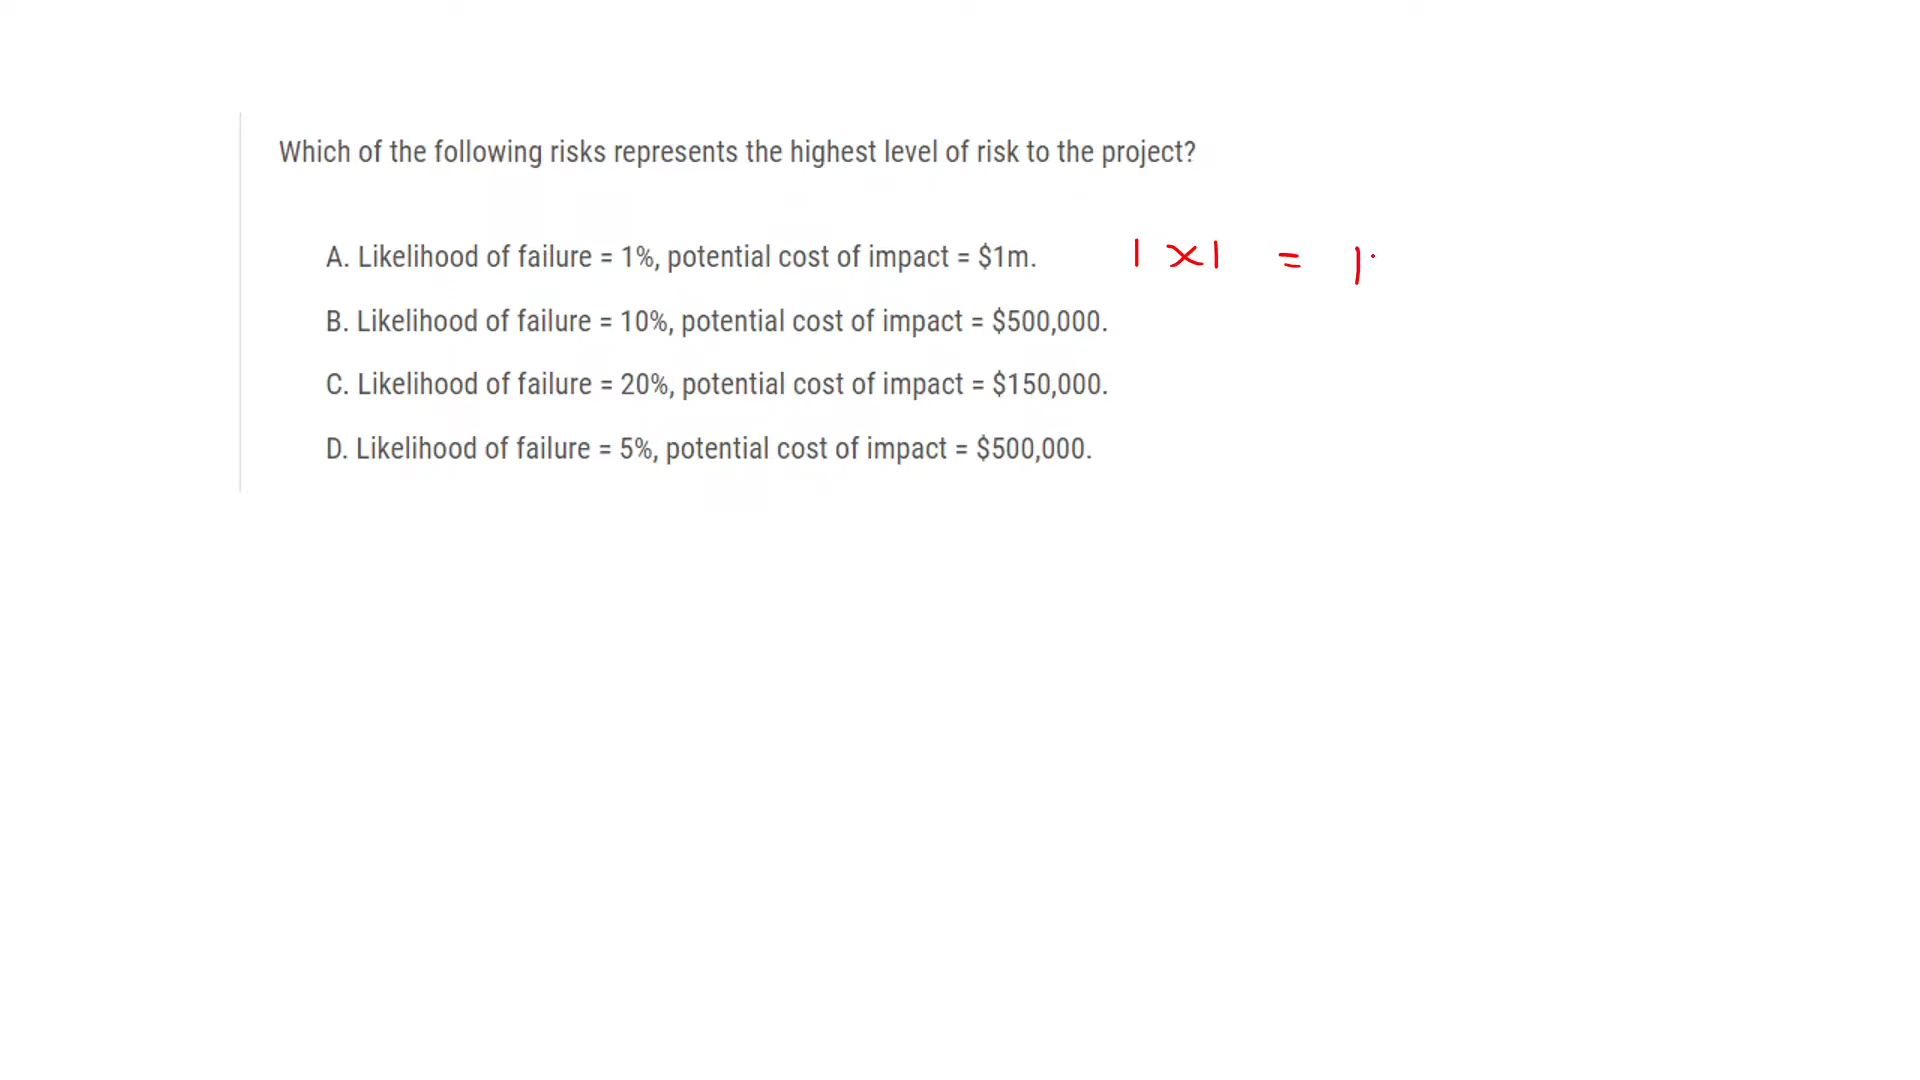 Which of the following risks represents the highest level of risk to the project?
A. Likelihood of failure = 1%, potential cost of impact = $1m. 1 x 1 = 1
B. Likelihood of failure = 10%, potential cost of impact = $500,000.
C. Likelihood of failure = 20%, potential cost of impact = $150,000.
D. Likelihood of failure = 5%, potential cost of impact = $500,000.